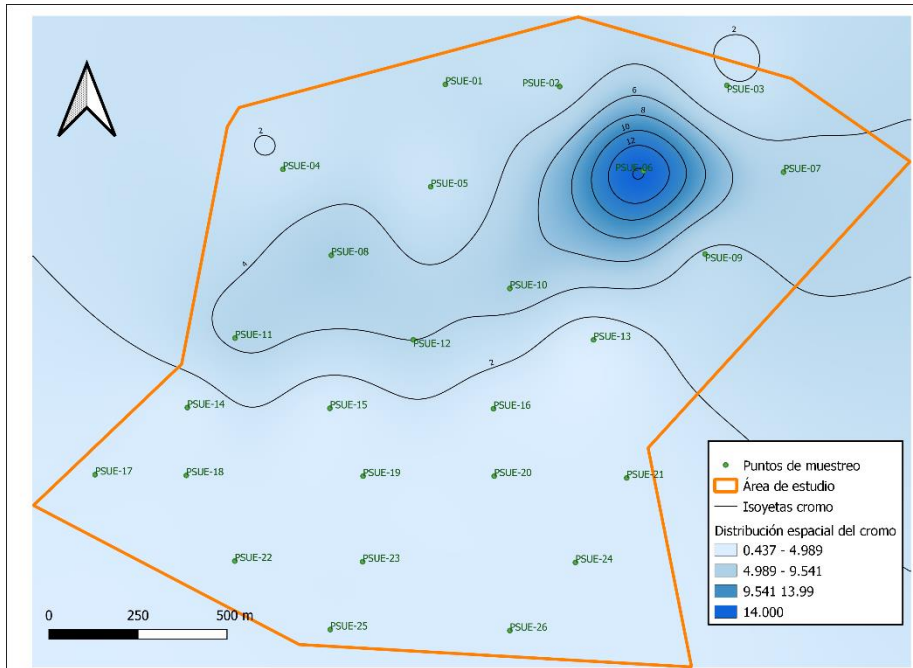 2
PSUE-01
PSUE-02
PSUE-03
6
8
10
12
2
PSUE-04
PSUE-05
PSUE-06
PSUE-07
4
PSUE-08
PSUE-09
PSUE-10
PSUE-11
PSUE-12
PSUE-13
2
PSUE-14
PSUE-15
PSUE-16
PSUE-17
PSUE-18
PSUE-19
PSUE-20
PSUE-21
PSUE-22
PSUE-23
PSUE-24
PSUE-25
PSUE-26
0 250 500 m
Puntos de muestreo
Área de estudio
Isoyetas cromo
Distribución espacial del cromo
0.437 - 4.989
4.989 - 9.541
9.541 13.99
14.000